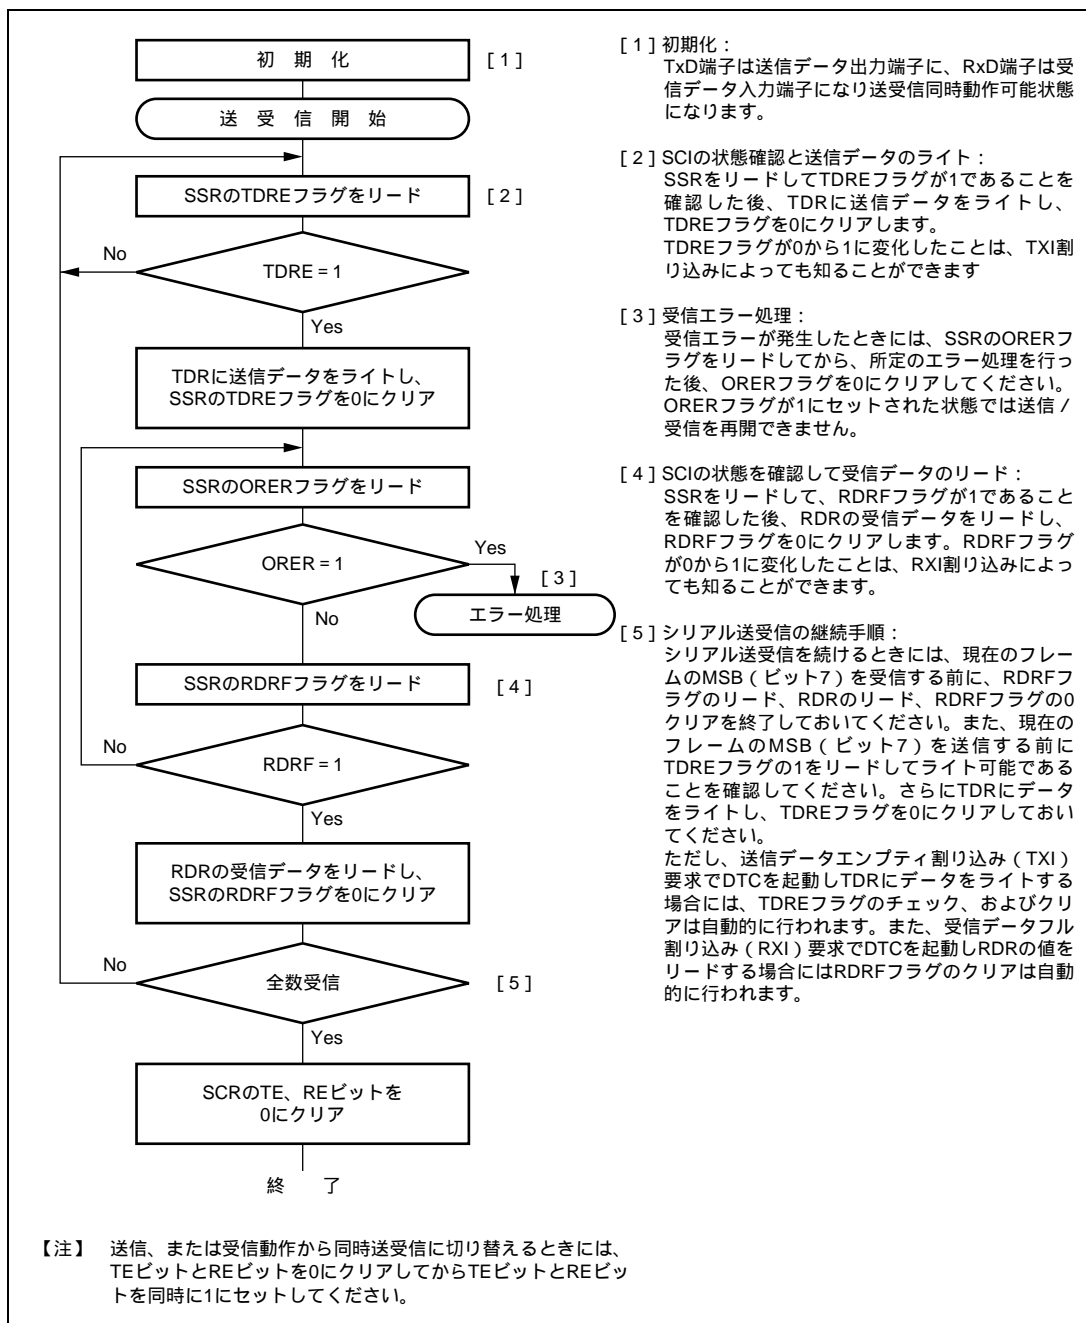 初 期 化
[ 1 ]
送 受 信 開 始
SSRのTDREフラグをリード
[ 2 ]
No
TDRE = 1
Yes
TDRに送信データをライトし、
SSRのTDREフラグを0にクリア
SSRのORERフラグをリード
ORER = 1
Yes
[ 3 ]
エラー処理
No
SSRのRDRFフラグをリード
[ 4 ]
No
RDRF = 1
Yes
RDRの受信データをリードし、
SSRのRDRFフラグを0にクリア
No
全数受信
[ 5 ]
Yes
SCRのTE、REビットを
0にクリア
終 了
[ 1 ] 初期化：
TxD端子は送信データ出力端子に、RxD端子は受
信データ入力端子になり送受信同時動作可能状態
になります。
[ 2 ] SCIの状態確認と送信データのライト：
SSRをリードしてTDREフラグが1であることを
確認した後、TDRに送信データをライトし、
TDREフラグを0にクリアします。
TDREフラグが0から1に変化したことは、TXI割
り込みによっても知ることができます
[ 3 ] 受信エラー処理：
受信エラーが発生したときには、SSRのORERフ
ラグをリードしてから、所定のエラー処理を行っ
た後、ORERフラグを0にクリアしてください。
ORERフラグが1にセットされた状態では送信／
受信を再開できません。
[ 4 ] SCIの状態を確認して受信データのリード：
SSRをリードして、RDRFフラグが1であること
を確認した後、RDRの受信データをリードし、
RDRFフラグを0にクリアします。RDRFフラグ
が0から1に変化したことは、RXI割り込みによっ
ても知ることができます。
[ 5 ] シリアル送受信の継続手順：
シリアル送受信を続けるときには、現在のフレー
ムのMSB（ビット7）を受信する前に、RDRFフ
ラグのリード、RDRのリード、RDRFフラグの0
クリアを終了しておいてください。また、現在の
フレームのMSB（ビット7）を送信する前に
TDREフラグの1をリードしてライト可能である
ことを確認してください。さらにTDRにデータ
をライトし、TDREフラグを0にクリアしておい
てください。
ただし、送信データエンプティ割り込み（TXI）
要求でDTCを起動しTDRにデータをライトする
場合には、TDREフラグのチェック、およびクリ
アは自動的に行われます。また、受信データフル
割り込み（RXI）要求でDTCを起動しRDRの値を
リードする場合にはRDRFフラグのクリアは自動
的に行われます。
【注】 送信、または受信動作から同時送受信に切り替えるときには、
TEビットとREビットを0にクリアしてからTEビットとREビッ
トを同時に1にセットしてください。